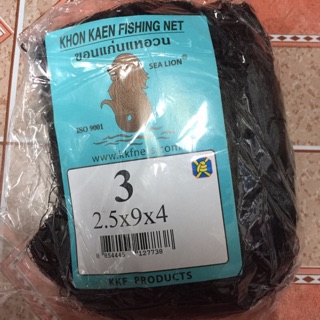 KHON KAEN FISHING NET
ขอนแก่นแหอวน
SEA LION®
ISO 9001
3
2.5x9x4
KKF PRODUCTS